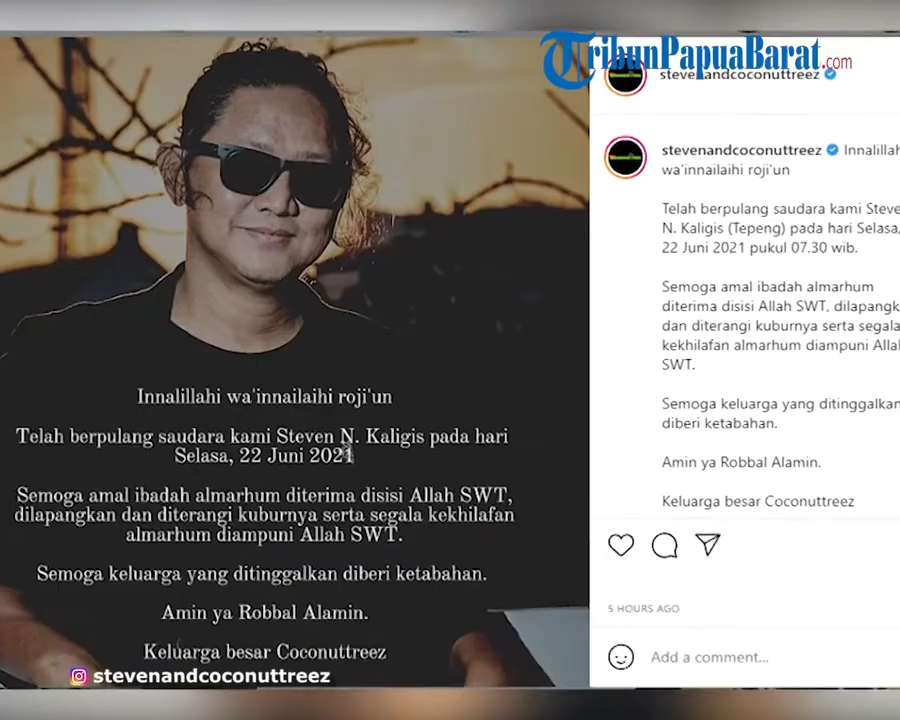 TribunPapuaBarat.com
stevenandcoconuttreez
stevenandcoconuttreez Innalillah
wa'innailaihi roji'un
Telah berpulang saudara kami Steve
N. Kaligis (Tepeng) pada hari Selasa,
22 Juni 2021 pukul 07.30 wib.
Semoga amal ibadah almarhum
diterima disisi Allah SWT, dilapangk
dan diterangi kuburnya serta segala
kekhilafan almarhum diampuni Alla
SWT.
Semoga keluarga yang ditinggalkan
diberi ketabahan.
Amin ya Robbal Alamin.
Keluarga besar Coconuttreez
5 HOURS AGO
Add a comment...
Innalillahi wa'innailaihi roji'un
Telah berpulang saudara kami Steven N. Kaligis pada hari
Selasa, 22 Juni 2021
Semoga amal ibadah almarhum diterima disisi Allah SWT,
dilapangkan dan diterangi kuburnya serta segala kekhilafan
almarhum diampuni Allah SWT.
Semoga keluarga yang ditinggalkan diberi ketabahan.
Amin ya Robbal Alamin.
Keluarga besar Coconuttreez
stevenandcoconuttreez